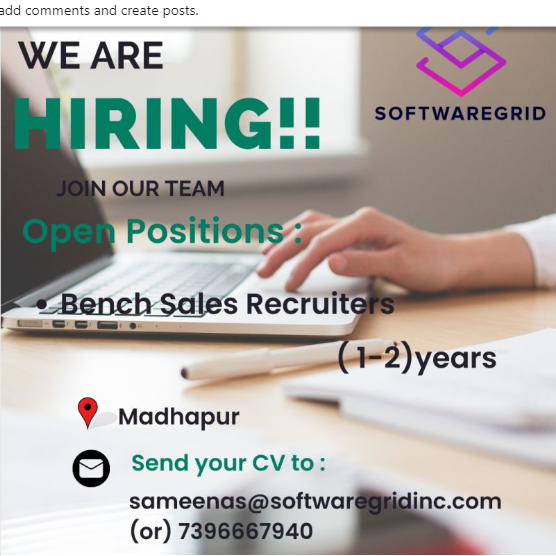 add comments and create posts.
WE ARE
HIRING!!
SOFTWAREGRID
JOIN OUR TEAM
Open Positions :
• Bench Sales Recruiters
( 1-2)years
Madhapur
Send your CV to :
sameenas@softwaregridinc.com
(or) 7396667940